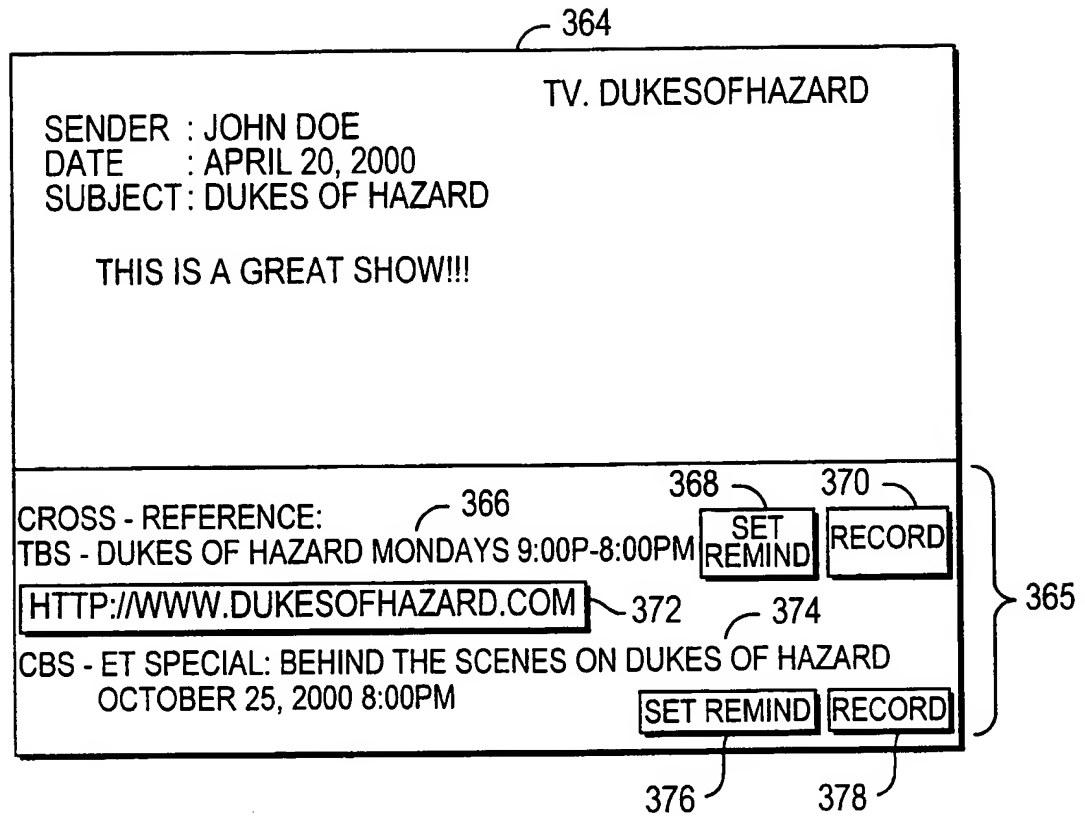 364
TV. DUKESOFHAZARD
SENDER : JOHN DOE
DATE : APRIL 20, 2000
SUBJECT : DUKES OF HAZARD
THIS IS A GREAT SHOW!!!
CROSS - REFERENCE:
366
368
370
TBS - DUKES OF HAZARD MONDAYS 9:00P-8:00PM
SET
REMIND
RECORD
365
HTTP://WWW.DUKESOFHAZARD.COM
372
374
CBS - ET SPECIAL: BEHIND THE SCENES ON DUKES OF HAZARD
OCTOBER 25, 2000 8:00PM
SET REMIND
RECORD
376
378